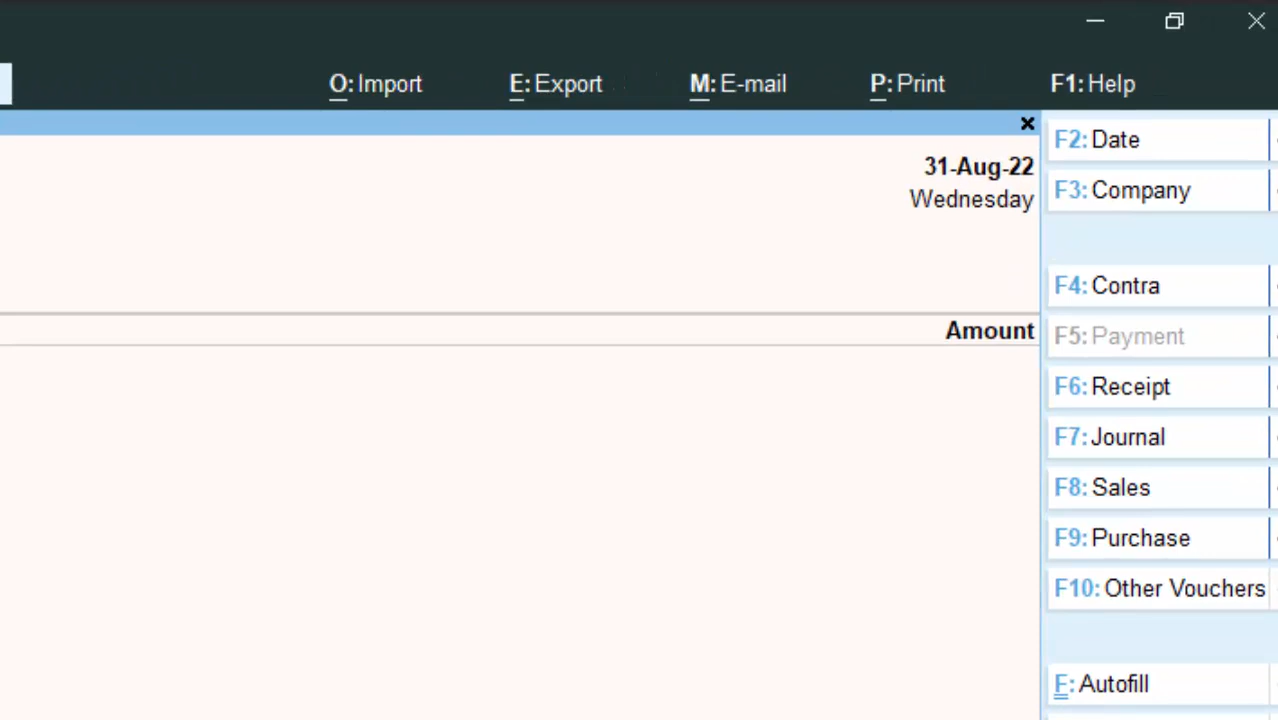 O: Import E: Export M: E-mail P: Print F1: Help
31-Aug-22
Wednesday
Amount
F2: Date
F3: Company
F4: Contra
F5: Payment
F6: Receipt
F7: Journal
F8: Sales
F9: Purchase
F10: Other Vouchers
F: Autofill